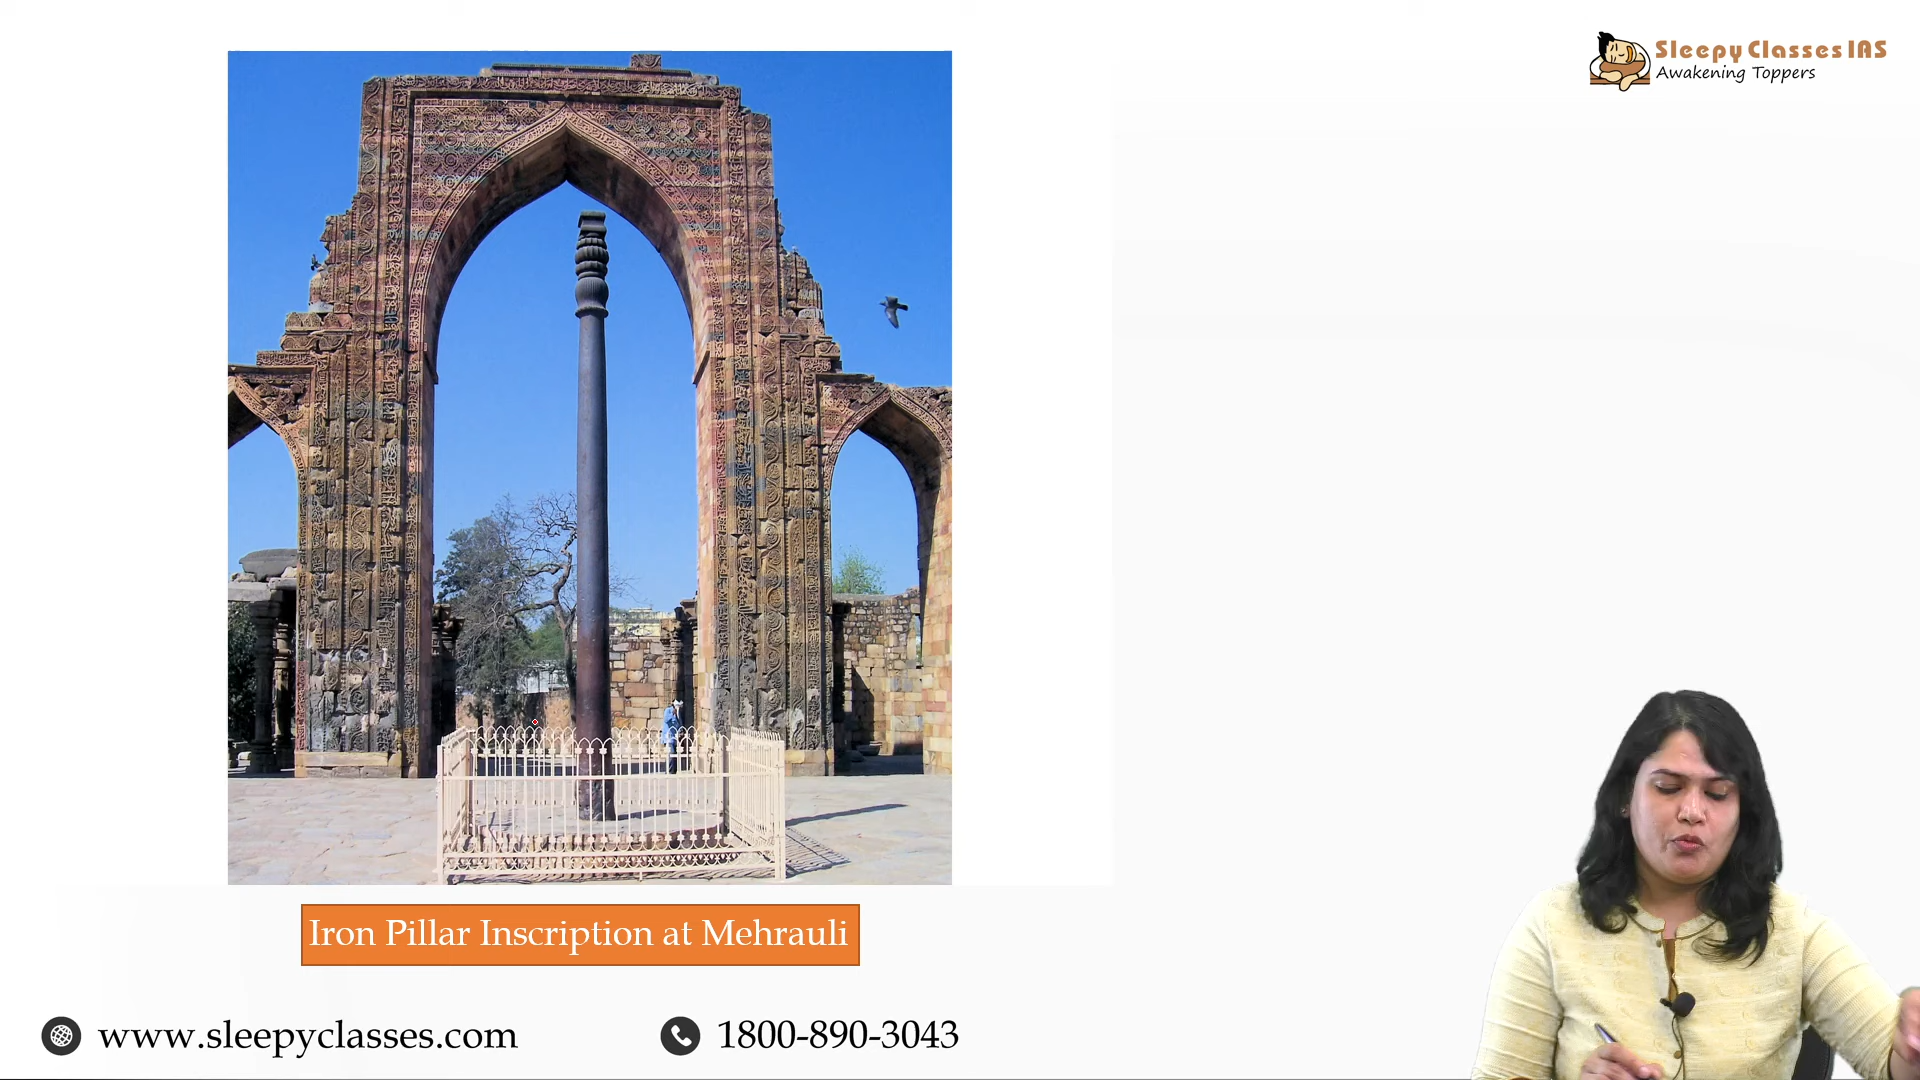 Sleepy Classes IAS
Awakening Toppers
Iron Pillar Inscription at Mehrauli
www.sleepyclasses.com
1800-890-3043